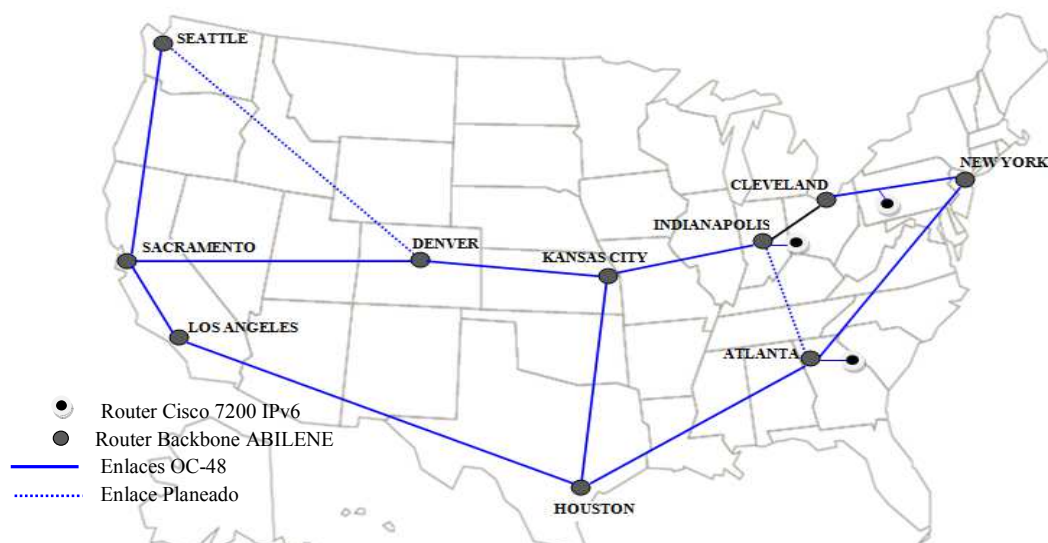 SEATTLE
NEW YORK
CLEVELAND
INDIANAPOLIS
SACRAMENTO
DENVER
KANSAS CITY
LOS ANGELES
ATLANTA
Router Cisco 7200 IPv6
Router Backbone ABILENE
Enlaces OC-48
Enlace Planeado
HOUSTON